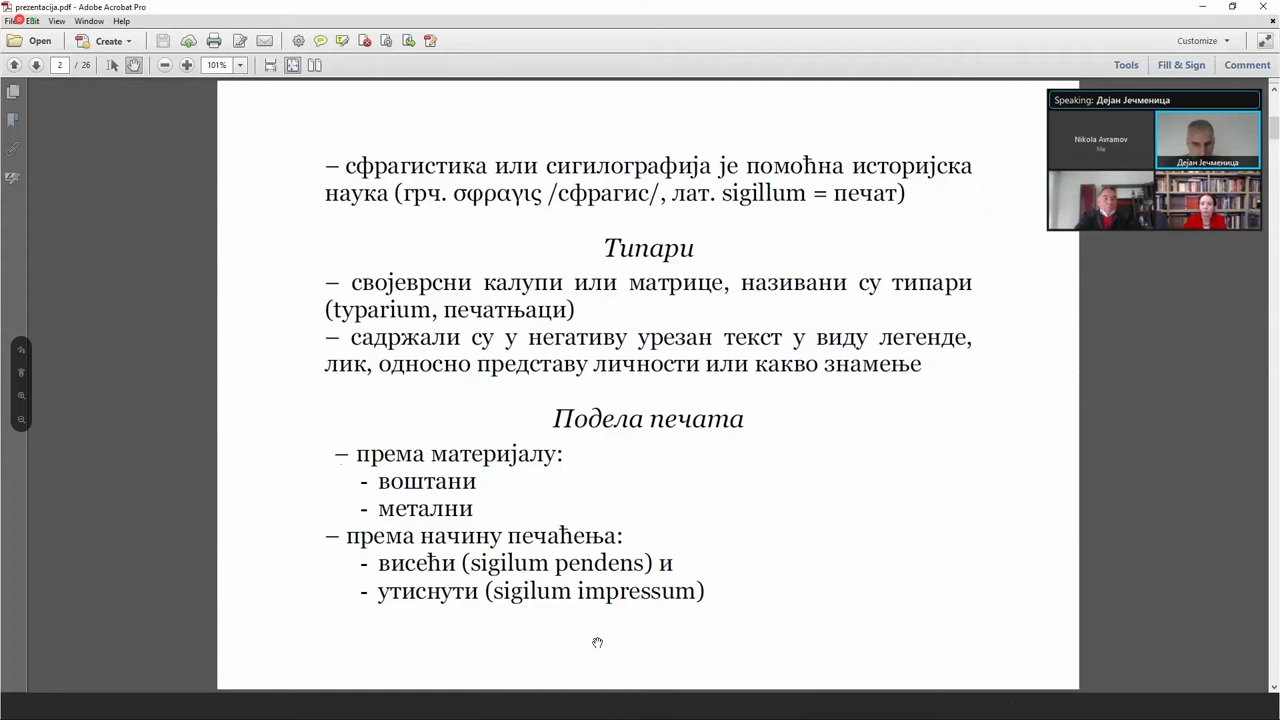 prezentacija.pdf - Adobe Acrobat Pro
File Edit View Window Help
Open Create Customize
2 / 26 101% Tools Fill & Sign Comment
Speaking: Дејан Јечменица
Nikola Avramov
Me
Дејан Јечменица
– сфрагистика или сигилографија је помоћна историјска
наука (грч. σφραγις /сфрагис/, лат. sigillum = печат)
Типари
– својеврсни калупи или матрице, називани су типари
(typarium, печатњаци)
– садржали су у негативу урезан текст у виду легенде,
лик, односно представу личности или какво знамење
Подела печата
– према материјалу:
- воштани
- метални
– према начину печаћења:
- висећи (sigilum pendens) и
- утиснути (sigilum impressum)